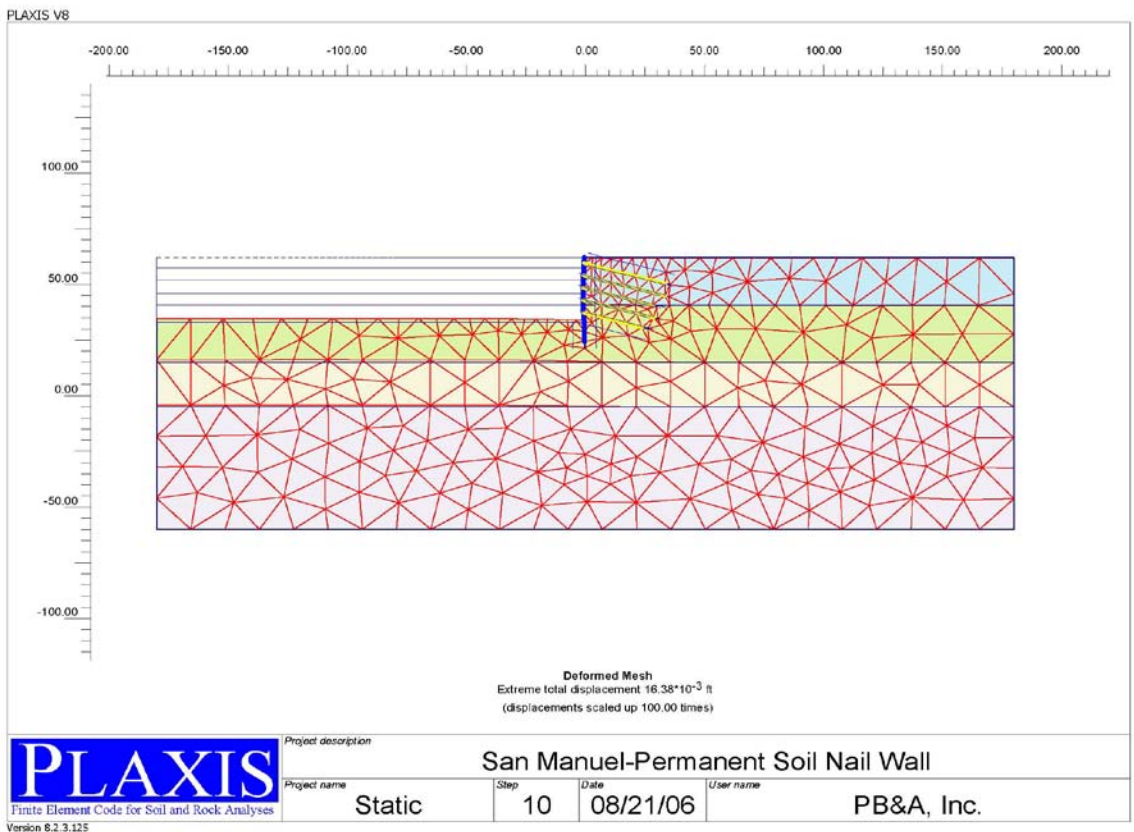 PLAXIS V8
-200.00 -150.00 -100.00 -50.00 0.00 50.00 100.00 150.00 200.00
100.00
50.00
0.00
-50.00
-100.00
Deformed Mesh
Extreme total displacement 16.38*10-3 ft
(displacements scaled up 100.00 times)
PLAXIS
Finite Element Code for Soil and Rock Analyses
Version 8.2.3.125
Project description
San Manuel-Permanent Soil Nail Wall
Project name
Static
Step
10
Date
08/21/06
User name
PB&A, Inc.